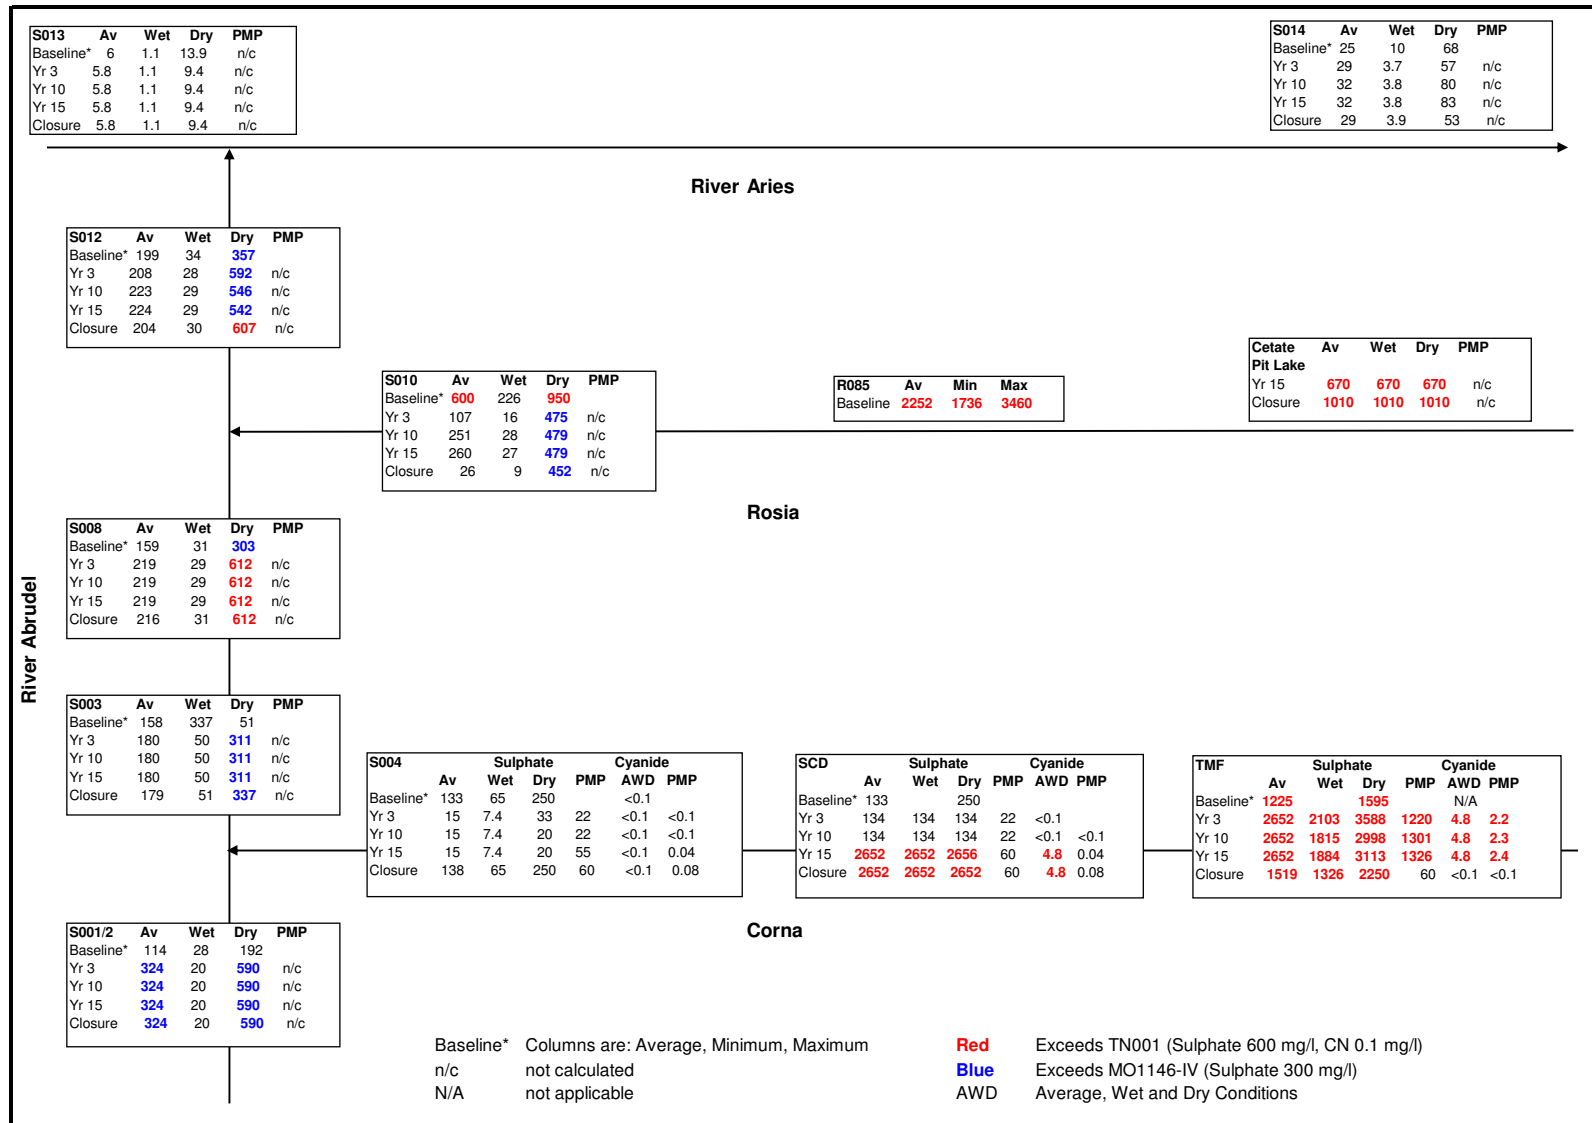 S013 Av Wet Dry PMP
Baseline* 6 1.1 13.9 n/c
Yr 3 5.8 1.1 9.4 n/c
Yr 10 5.8 1.1 9.4 n/c
Yr 15 5.8 1.1 9.4 n/c
Closure 5.8 1.1 9.4 n/c
S014 Av Wet Dry PMP
Baseline* 25 10 68
Yr 3 29 3.7 57 n/c
Yr 10 32 3.8 80 n/c
Yr 15 32 3.8 83 n/c
Closure 29 3.9 53 n/c
River Aries
S012 Av Wet Dry PMP
Baseline* 199 34 357
Yr 3 208 28 592 n/c
Yr 10 223 29 546 n/c
Yr 15 224 29 542 n/c
Closure 204 30 607 n/c
S010 Av Wet Dry PMP
Baseline* 600 226 950
Yr 3 107 16 475 n/c
Yr 10 251 28 479 n/c
Yr 15 260 27 479 n/c
Closure 26 9 452 n/c
R085 Av Min Max
Baseline 2252 1736 3460
Cetate Av Wet Dry PMP
Pit Lake
Yr 15 670 670 670 n/c
Closure 1010 1010 1010 n/c
Rosia
S008 Av Wet Dry PMP
Baseline* 159 31 303
Yr 3 219 29 612 n/c
Yr 10 219 29 612 n/c
Yr 15 219 29 612 n/c
Closure 216 31 612 n/c
River Abrudel
S003 Av Wet Dry PMP
Baseline* 158 337 51
Yr 3 180 50 311 n/c
Yr 10 180 50 311 n/c
Yr 15 180 50 311 n/c
Closure 179 51 337 n/c
S004 Sulphate Cyanide
Av Wet Dry PMP AWD PMP
Baseline* 133 65 250 <0.1
Yr 3 15 7.4 33 22 <0.1 <0.1
Yr 10 15 7.4 20 22 <0.1 <0.1
Yr 15 15 7.4 20 55 <0.1 0.04
Closure 138 65 250 60 <0.1 0.08
SCD Sulphate Cyanide
Av Wet Dry PMP AWD PMP
Baseline* 133 250
Yr 3 134 134 134 22 <0.1
Yr 10 134 134 134 22 <0.1 <0.1
Yr 15 2652 2652 2656 60 4.8 0.04
Closure 2652 2652 2652 60 4.8 0.08
TMF Sulphate Cyanide
Av Wet Dry PMP AWD PMP
Baseline* 1225 1595 N/A
Yr 3 2652 2103 3588 1220 4.8 2.2
Yr 10 2652 1815 2998 1301 4.8 2.3
Yr 15 2652 1884 3113 1326 4.8 2.4
Closure 1519 1326 2250 60 <0.1 <0.1
Corna
S001/2 Av Wet Dry PMP
Baseline* 114 28 192
Yr 3 324 20 590 n/c
Yr 10 324 20 590 n/c
Yr 15 324 20 590 n/c
Closure 324 20 590 n/c
Baseline* Columns are: Average, Minimum, Maximum
n/c not calculated
N/A not applicable
Red Exceeds TN001 (Sulphate 600 mg/l, CN 0.1 mg/l)
Blue Exceeds MO1146-IV (Sulphate 300 mg/l)
AWD Average, Wet and Dry Conditions